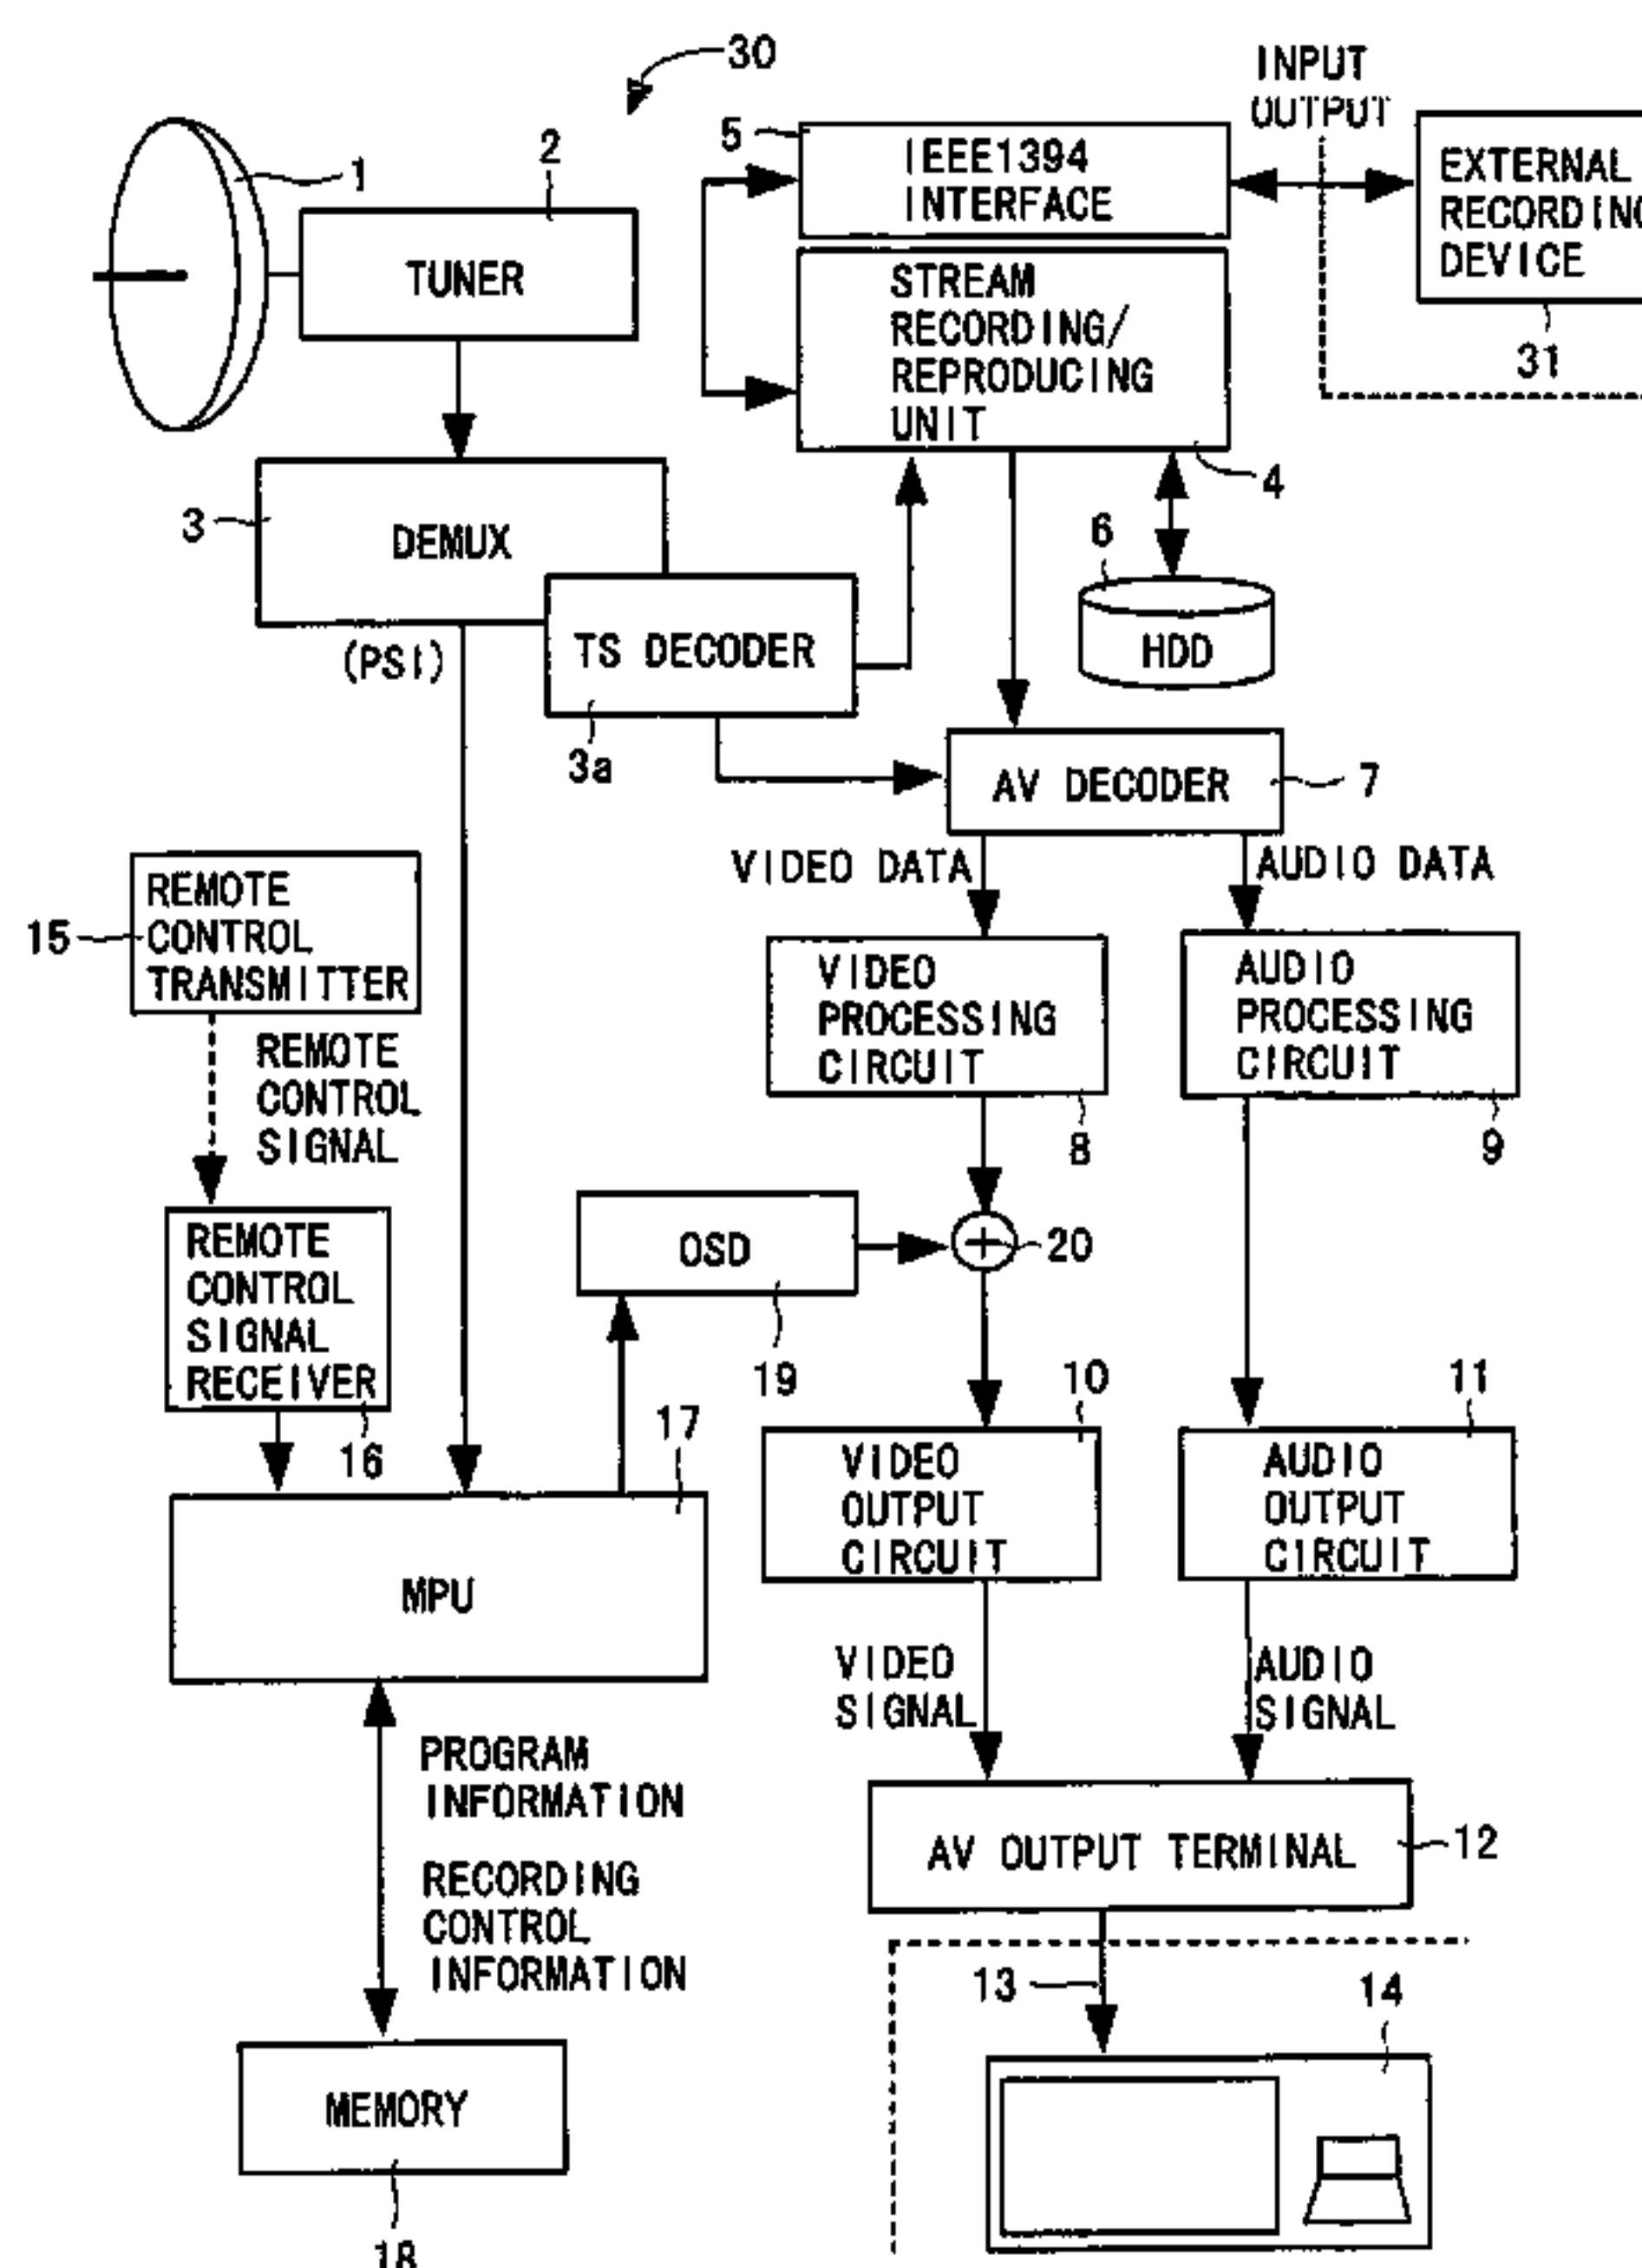 30
INPUT
OUTPUT
5
IEEE1394
INTERFACE
EXTERNAL
RECORDING
DEVICE
31
1
2
TUNER
STREAM
RECORDING/
REPRODUCING
UNIT
4
3
DEMUX
6
HDD
(PSI)
TS DECODER
3a
AV DECODER
7
VIDEO DATA
AUDIO DATA
15
REMOTE
CONTROL
TRANSMITTER
VIDEO
PROCESSING
CIRCUIT
8
AUDIO
PROCESSING
CIRCUIT
9
REMOTE
CONTROL
SIGNAL
REMOTE
CONTROL
SIGNAL
RECEIVER
16
OSD
19
20
17
10
11
VIDEO
OUTPUT
CIRCUIT
AUDIO
OUTPUT
CIRCUIT
MPU
VIDEO
SIGNAL
AUDIO
SIGNAL
PROGRAM
INFORMATION
RECORDING
CONTROL
INFORMATION
AV OUTPUT TERMINAL
12
13
14
MEMORY
18